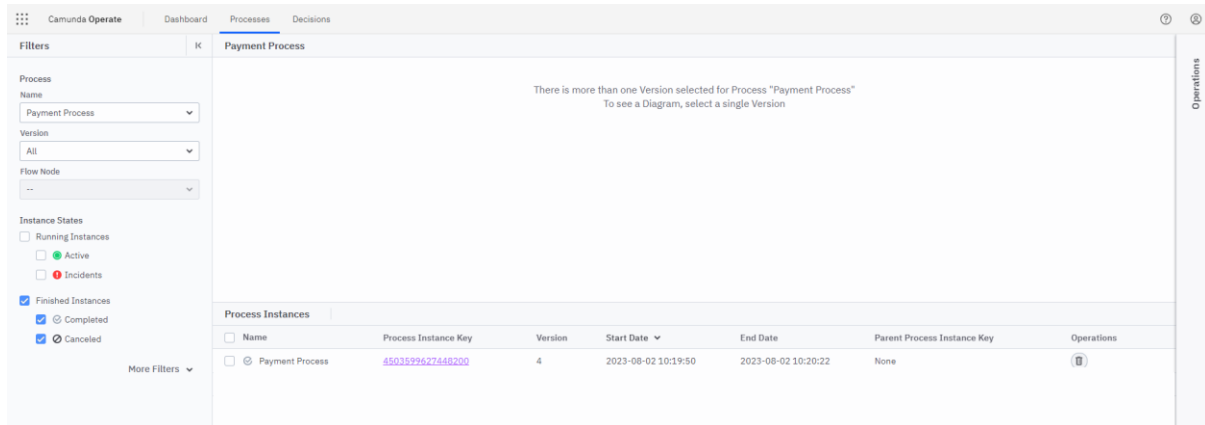 Camunda Operate Dashboard Processes Decisions
Filters
Payment Process
Process
Name
Payment Process
Version
All
Flow Node
--
Instance States
Running Instances
Active
Incidents
Finished Instances
Completed
Canceled
More Filters
There is more than one Version selected for Process "Payment Process"
To see a Diagram, select a single Version
Process Instances
Name Process Instance Key Version Start Date End Date Parent Process Instance Key Operations
Payment Process 4503599627448200 4 2023-08-02 10:19:50 2023-08-02 10:20:22 None
Operations